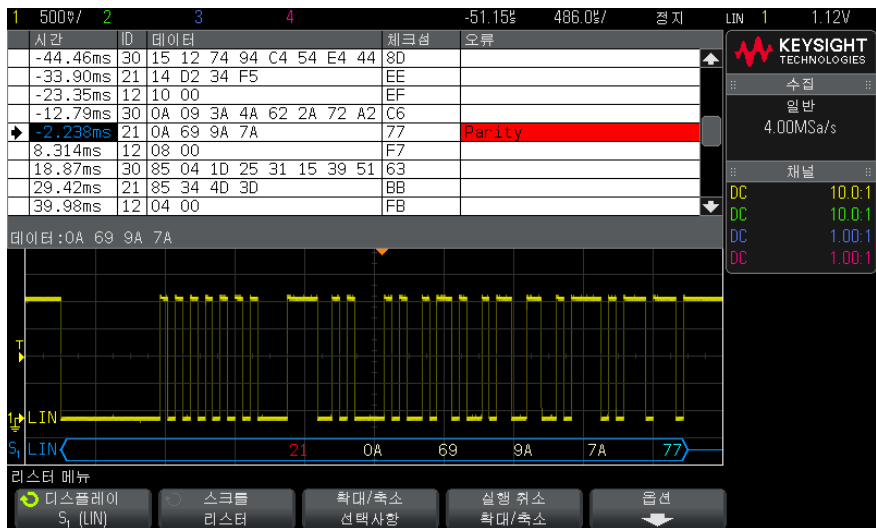 1 500▽/ 2 3 4 -51.15␣ 486.0␣/ 정지 LIN 1 1.12V
시간 ID 데이터 체크섬 오류
-44.46ms 30 15 12 74 94 C4 54 E4 44 8D
-33.90ms 21 14 D2 34 F5 EE
-23.35ms 12 10 00 EF
-12.79ms 30 0A 09 3A 4A 62 2A 72 A2 C6
-2.238ms 21 0A 69 9A 7A 77 Parity
8.314ms 12 08 00 F7
18.87ms 30 85 04 1D 25 31 15 39 51 63
29.42ms 21 85 34 4D 3D BB
39.98ms 12 04 00 FB
데이터:0A 69 9A 7A
KEYSIGHT
TECHNOLOGIES
수집
일반
4.00MSa/s
채널
DC 10.0:1
DC 10.0:1
DC 1.00:1
DC 1.00:1
T
1 LIN
S1 LIN 21 0A 69 9A 7A 77
리스터 메뉴
디스플레이
S1 (LIN)
스크롤
리스터
확대/축소
선택사항
실행 취소
확대/축소
옵션